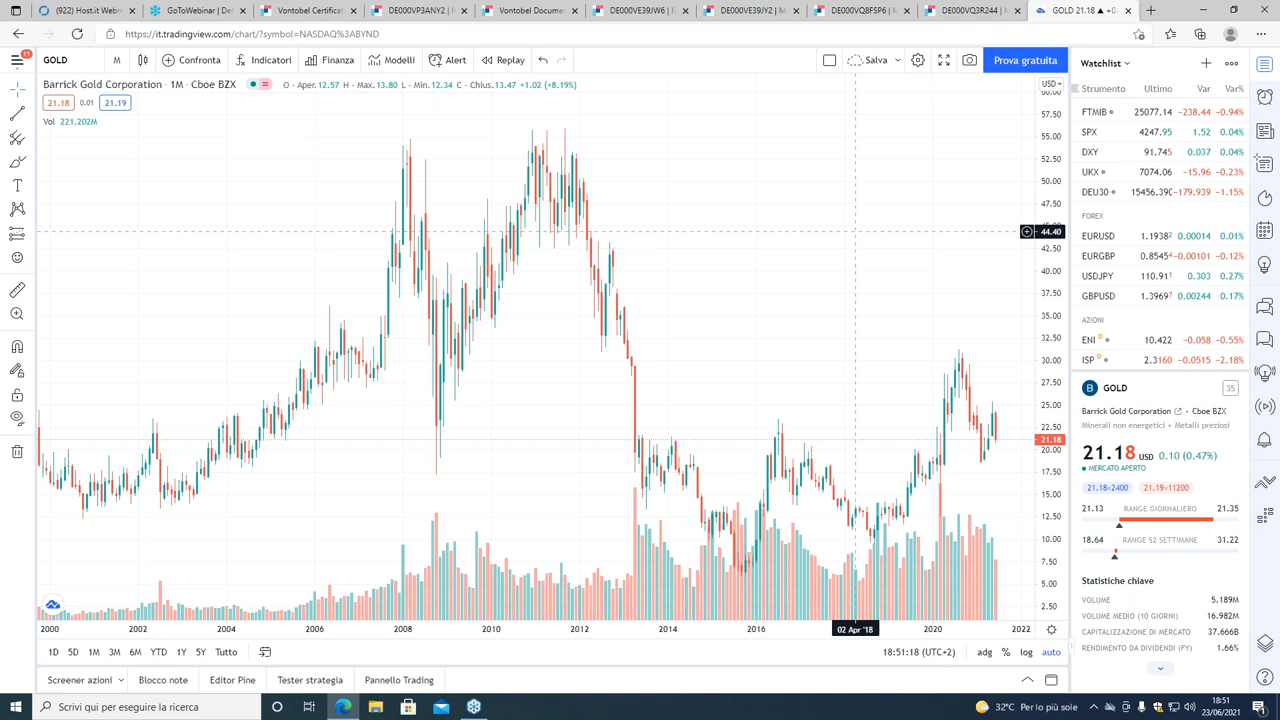 (922) Hostit Webm
GoToWebinar | De
Vontobel Certificat
DE000VP3ANY2 | M
Vontobel Documen
DE000VE39JW6 | M
DE000VE39JY2 | M
DE000VQ8FSP6 | M
DE000VQ3R244 | M
GOLD 21.18 ▲ +0.
https://it.tradingview.com/chart/?symbol=NASDAQ%3ABYND
11
GOLD M Confronta Indicatori Finanza Modelli Alert Replay Salva Prova gratuita
Barrick Gold Corporation · 1M · Cboe BZX O - Aper.12.57 H - Max.13.80 L - Min.12.34 C - Chius.13.47 +1.02 (+8.19%)
21.18 0.01 21.19
Vol 221.202M
USD
60.00
57.50
55.00
52.50
50.00
47.50
44.40
42.50
40.00
37.50
35.00
32.50
30.00
27.50
25.00
21.18
20.00
17.50
15.00
12.50
10.00
7.50
5.00
2.50
2000 2002 2004 2006 2008 2010 2012 2014 2016 02 Apr '18 2020 2022
1D 5D 1M 3M 6M YTD 1Y 5Y Tutto 18:51:18 (UTC+2) adg % log auto
Screener azioni Blocco note Editor Pine Tester strategia Pannello Trading
Watchlist
Strumento Ultimo Var Var%
FTMIB 25077.14 −238.44 −0.94%
SPX 4247.95 1.52 0.04%
DXY 91.745 0.037 0.04%
UKX 7074.06 −15.96 −0.23%
DEU30 15456.390 −179.939 −1.15%
FOREX
EURUSD 1.1938² 0.00014 0.01%
EURGBP 0.8545⁴ −0.00101 −0.12%
USDJPY 110.91¹ 0.303 0.27%
GBPUSD 1.3969⁷ 0.00244 0.17%
AZIONI
ENI D 10.422 −0.058 −0.55%
ISP D 2.3160 −0.0515 −2.18%
B GOLD 35
Barrick Gold Corporation · Cboe BZX
Minerali non energetici · Metalli preziosi
21.18 USD 0.10 (0.47%)
MERCATO APERTO
21.18×2400 21.19×11200
21.13 RANGE GIORNALIERO 21.35
18.64 RANGE 52 SETTIMANE 31.22
Statistiche chiave
VOLUME 5.189M
VOLUME MEDIO (10 GIORNI) 16.982M
CAPITALIZZAZIONE DI MERCATO 37.666B
RENDIMENTO DA DIVIDENDI (FY) 1.66%
Scrivi qui per eseguire la ricerca
32°C Per lo più sole
18:51
23/06/2021
1